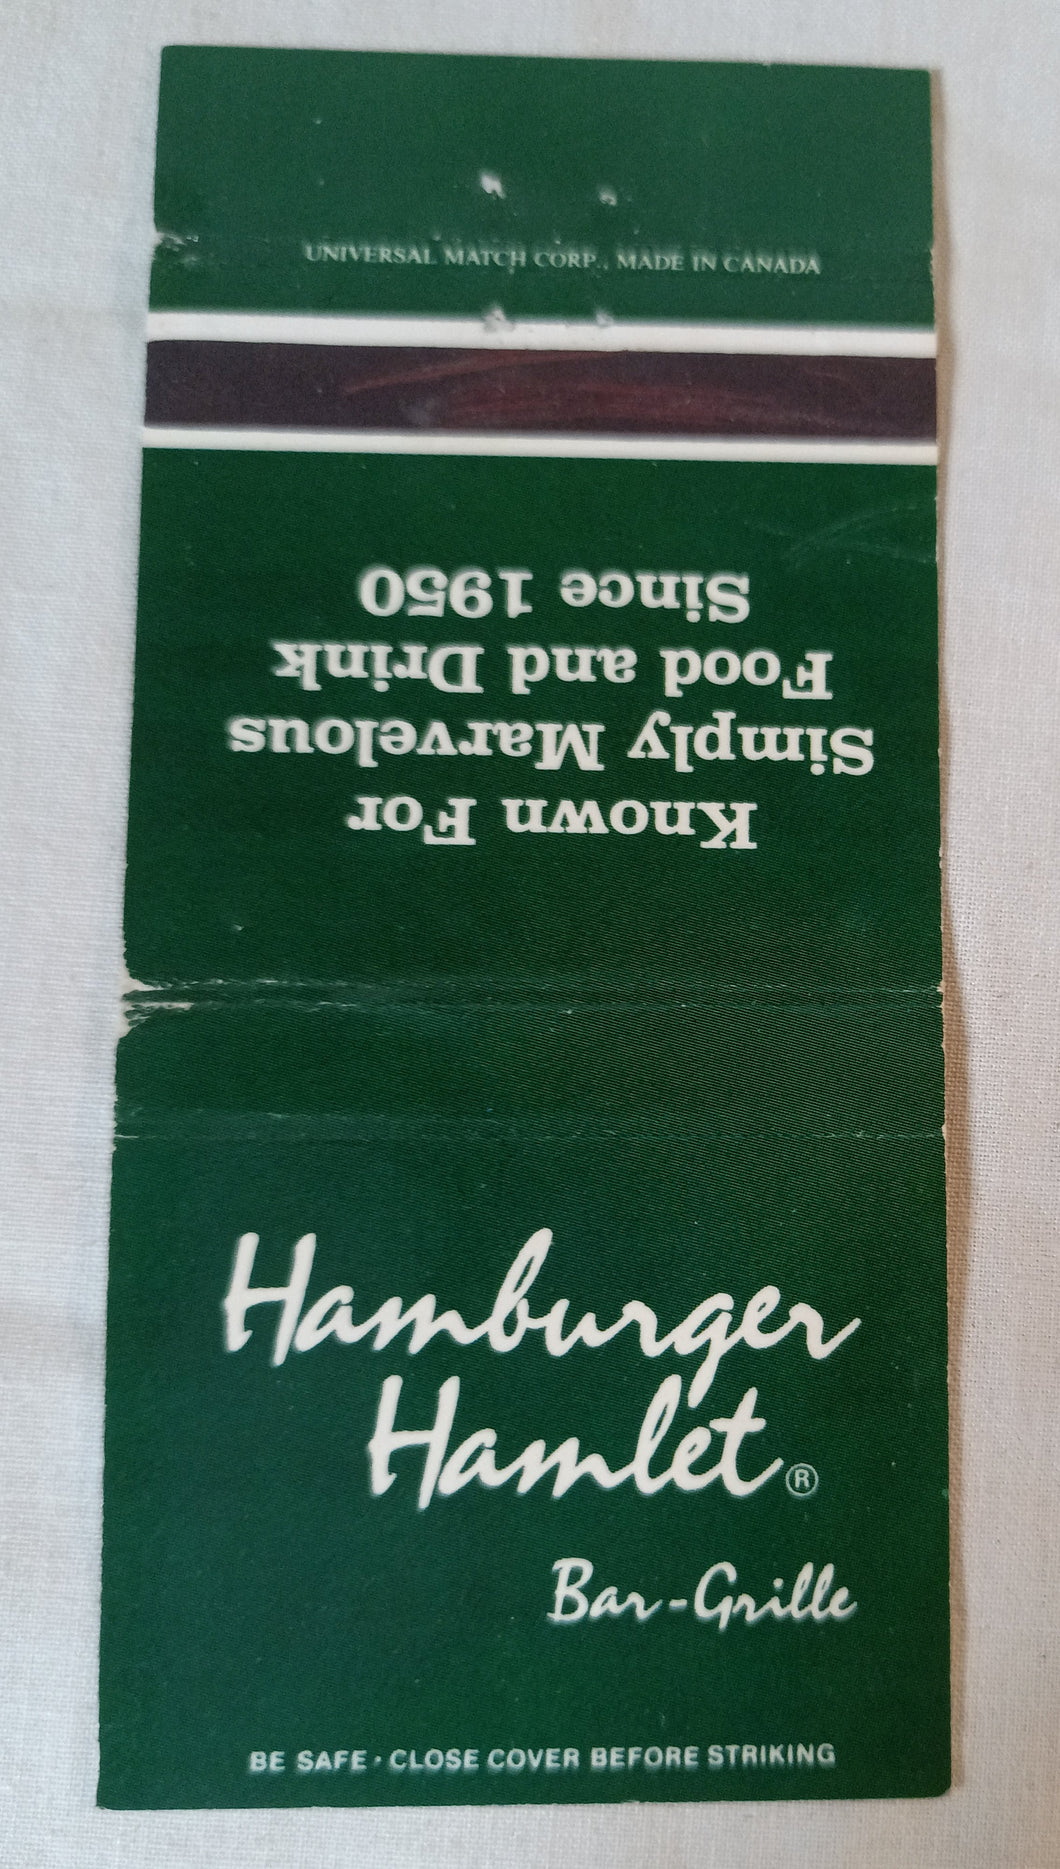 UNIVERSAL MATCH CORP., MADE IN CANADA
Known For
Simply Marvelous
Food and Drink
Since 1950
Hamburger
Hamlet®
Bar-Grille
BE SAFE · CLOSE COVER BEFORE STRIKING